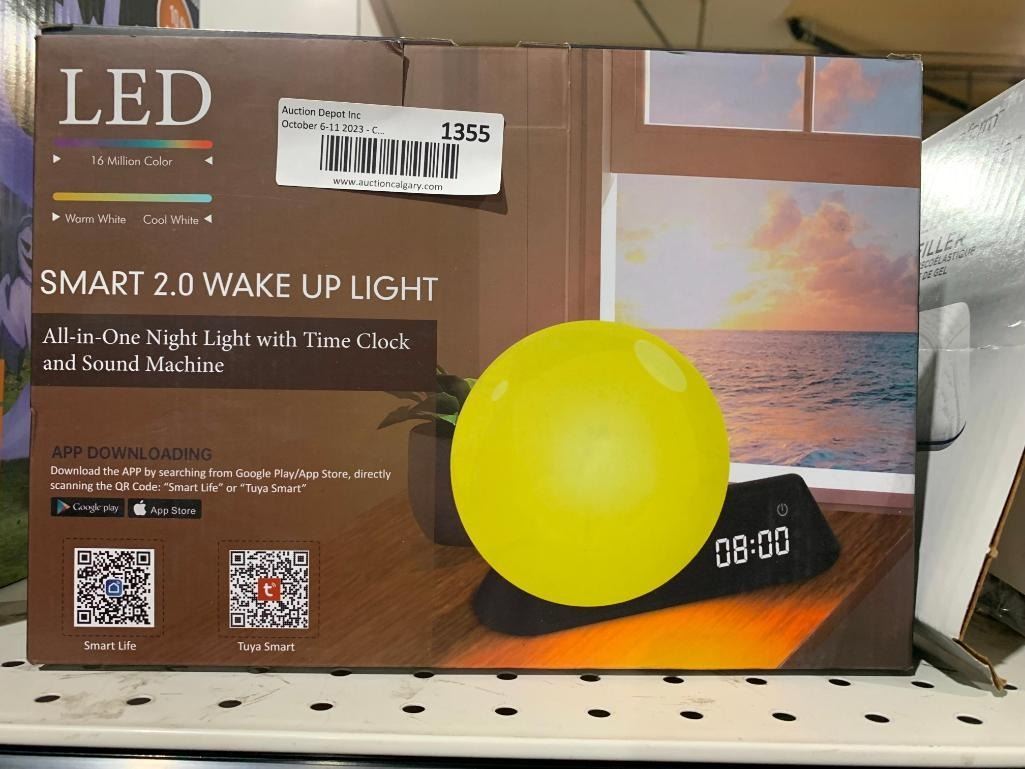 LED
16 Million Color
Warm White Cool White
Auction Depot Inc
October 6-11 2023 - C...
1355
www.auctioncalgary.com
SMART 2.0 WAKE UP LIGHT
All-in-One Night Light with Time Clock
and Sound Machine
APP DOWNLOADING
Download the APP by searching from Google Play/App Store, directly
scanning the QR Code: “Smart Life” or “Tuya Smart”
Google play
App Store
Smart Life
Tuya Smart
08:00
DE GEL